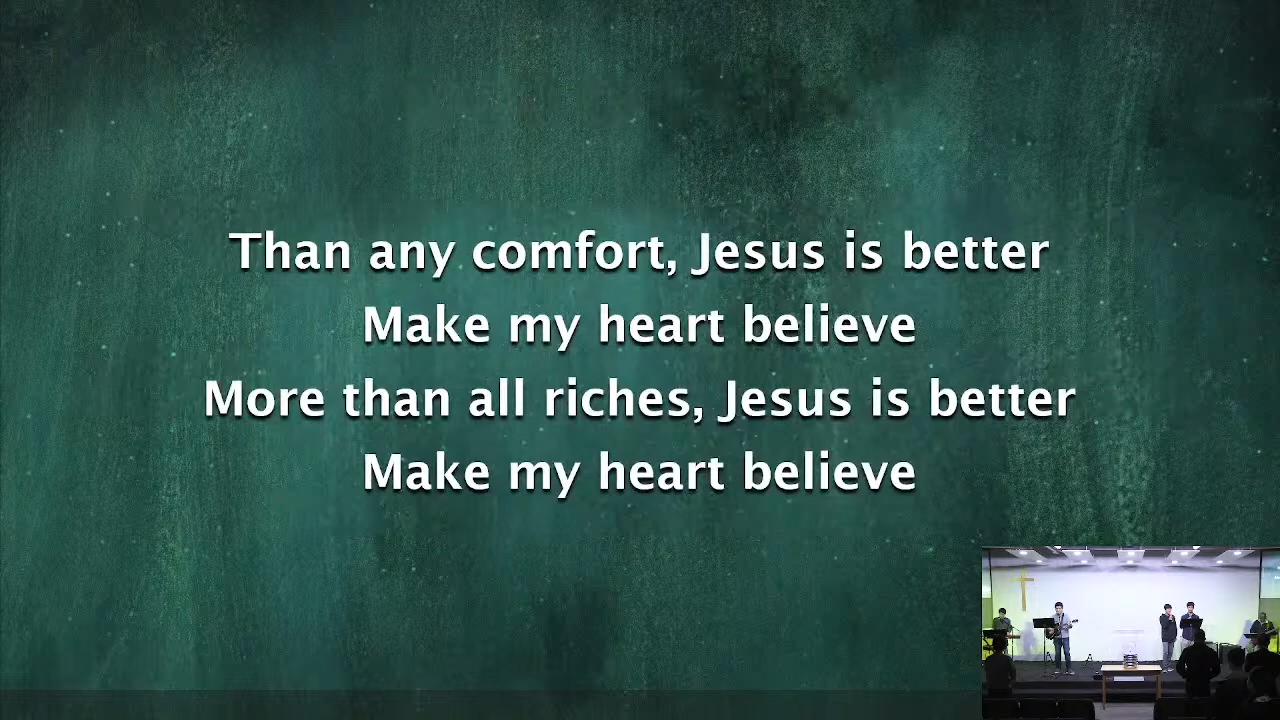 Than any comfort, Jesus is better
Make my heart believe
More than all riches, Jesus is better
Make my heart believe